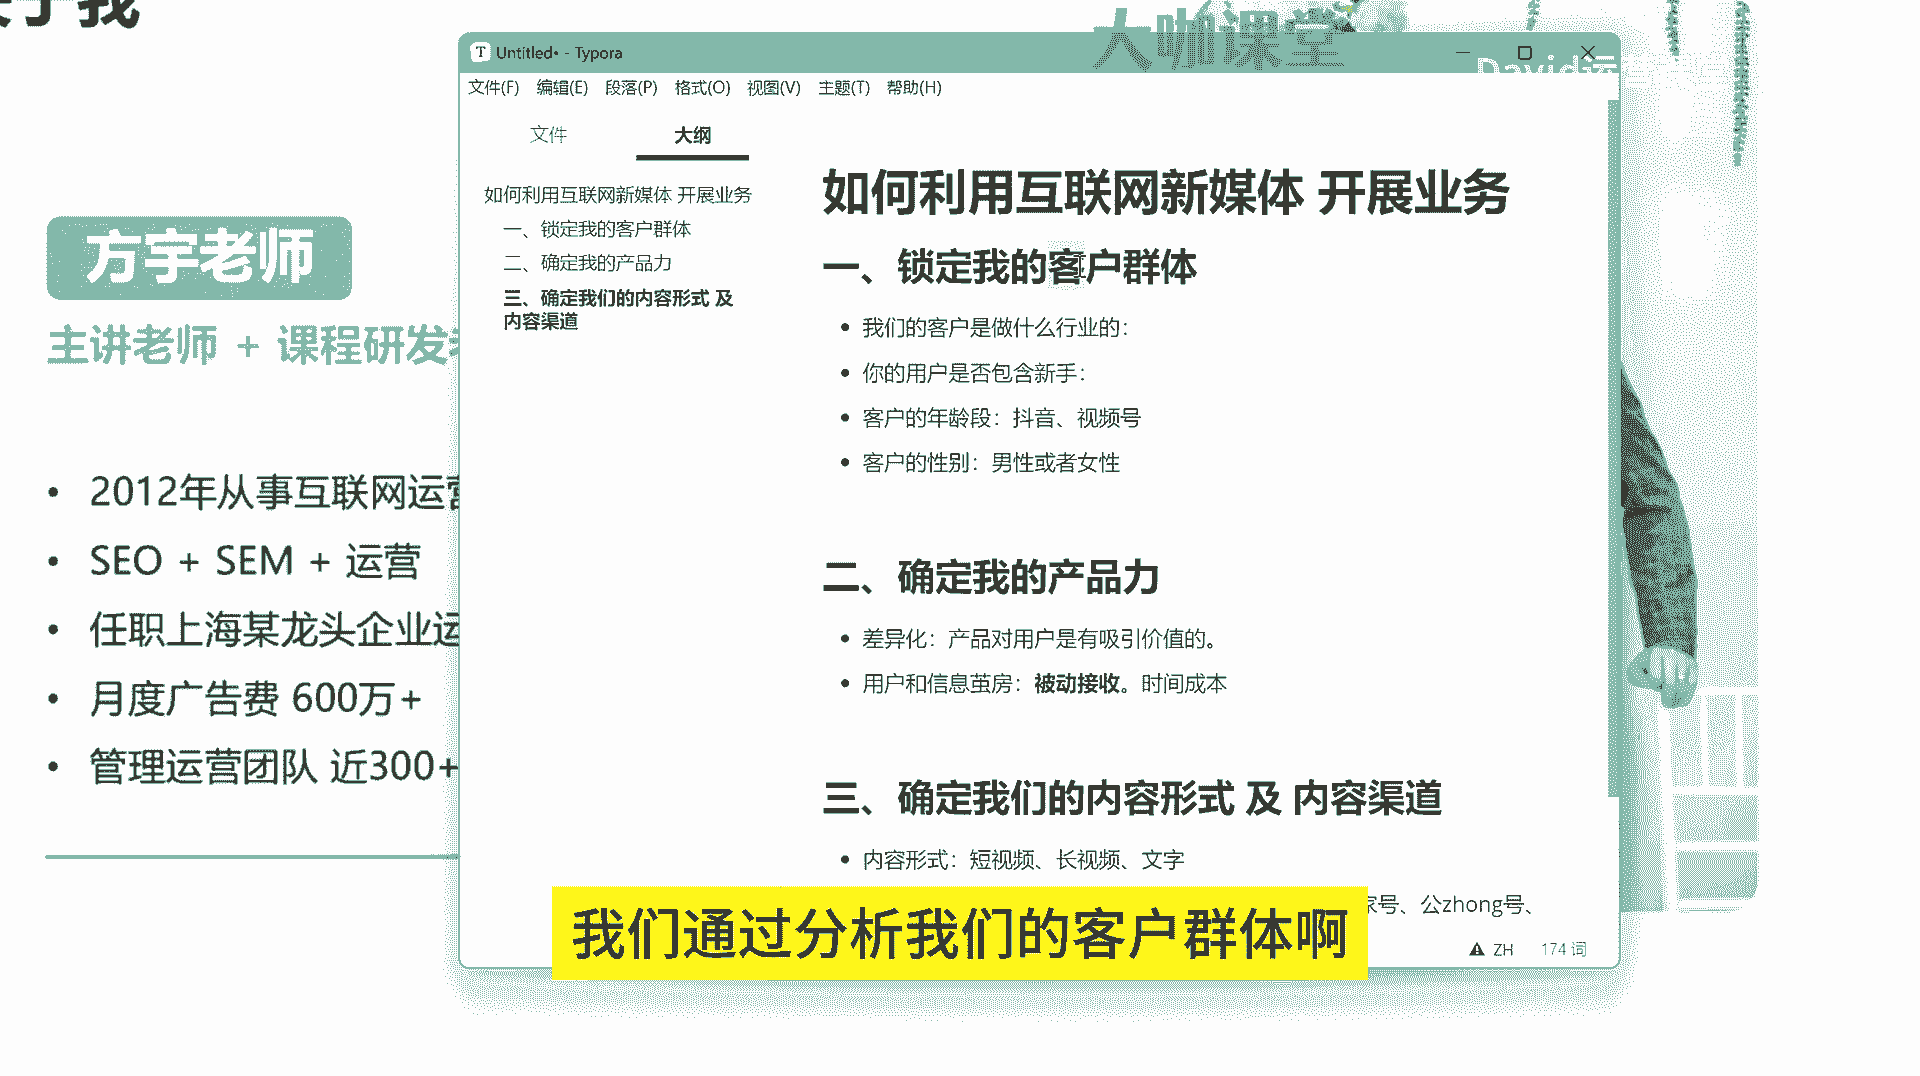 于我
大咖课堂
Untitled• - Typora
文件(F) 编辑(E) 段落(P) 格式(O) 视图(V) 主题(T) 帮助(H)
文件 大纲
如何利用互联网新媒体 开展业务
一、锁定我的客户群体
二、确定我的产品力
三、确定我们的内容形式 及
内容渠道
方宇老师
主讲老师 + 课程研发
• 2012年从事互联网运营
• SEO + SEM + 运营
• 任职上海某龙头企业运
• 月度广告费 600万+
• 管理运营团队 近300+
如何利用互联网新媒体 开展业务
一、锁定我的客户群体
• 我们的客户是做什么行业的：
• 你的用户是否包含新手：
• 客户的年龄段：抖音、视频号
• 客户的性别：男性或者女性
二、确定我的产品力
• 差异化：产品对用户是有吸引价值的。
• 用户和信息茧房：被动接收。时间成本
三、确定我们的内容形式 及 内容渠道
• 内容形式：短视频、长视频、文字
家号、公zhong号、
我们通过分析我们的客户群体啊
ZH 174 词